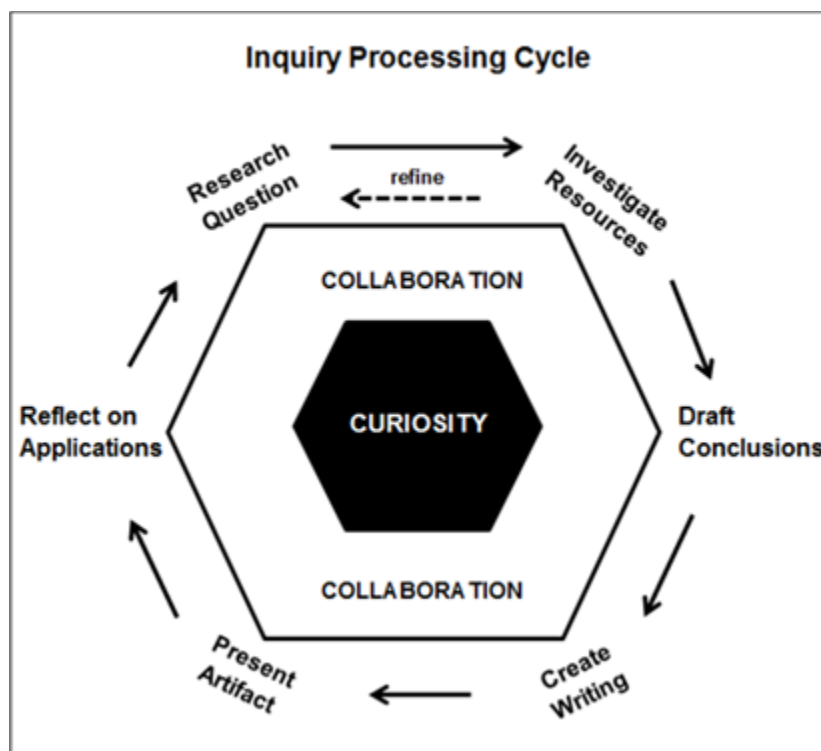 Inquiry Processing Cycle
Research
Question
refine
Investigate
Resources
COLLABORATION
CURIOSITY
Reflect on
Applications
Draft
Conclusions
COLLABORATION
Present
Artifact
Create
Writing